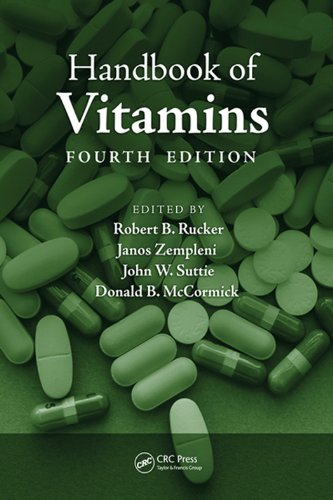 Handbook of
Vitamins
FOURTH EDITION
EDITED BY
Robert B. Rucker
Janos Zempleni
John W. Suttie
Donald B. McCormick
CRC
CRC Press
Taylor & Francis Group